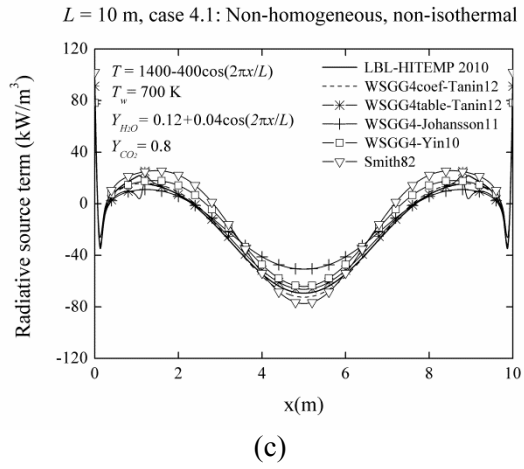 L = 10 m, case 4.1: Non-homogeneous, non-isothermal
T = 1400-400cos(2πx/L)
T_w = 700 K
Y_H2O = 0.12+0.04cos(2πx/L)
Y_CO2 = 0.8
LBL-HITEMP 2010
WSGG4coef-Tanin12
WSGG4table-Tanin12
WSGG4-Johansson11
WSGG4-Yin10
Smith82
Radiative source term (kW/m³)
120
80
40
0
-40
-80
-120
0 2 4 6 8 10
x(m)
(c)